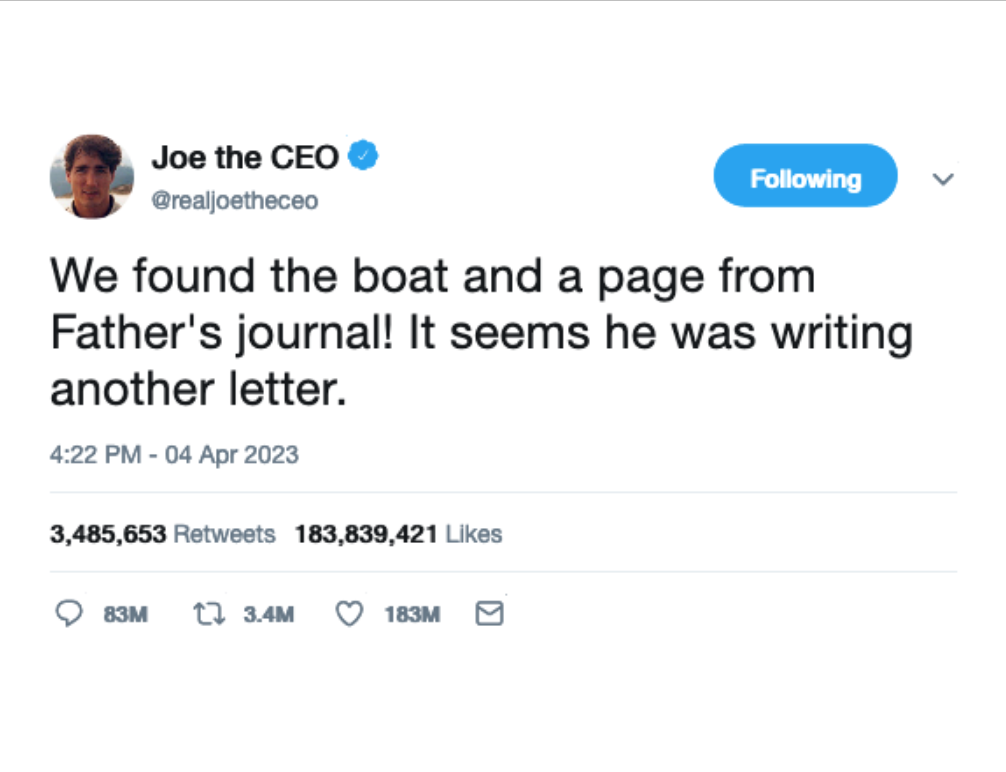 Joe the CEO
@realjoetheceo
Following
We found the boat and a page from
Father's journal! It seems he was writing
another letter.
4:22 PM - 04 Apr 2023
3,485,653 Retweets 183,839,421 Likes
83M 3.4M 183M